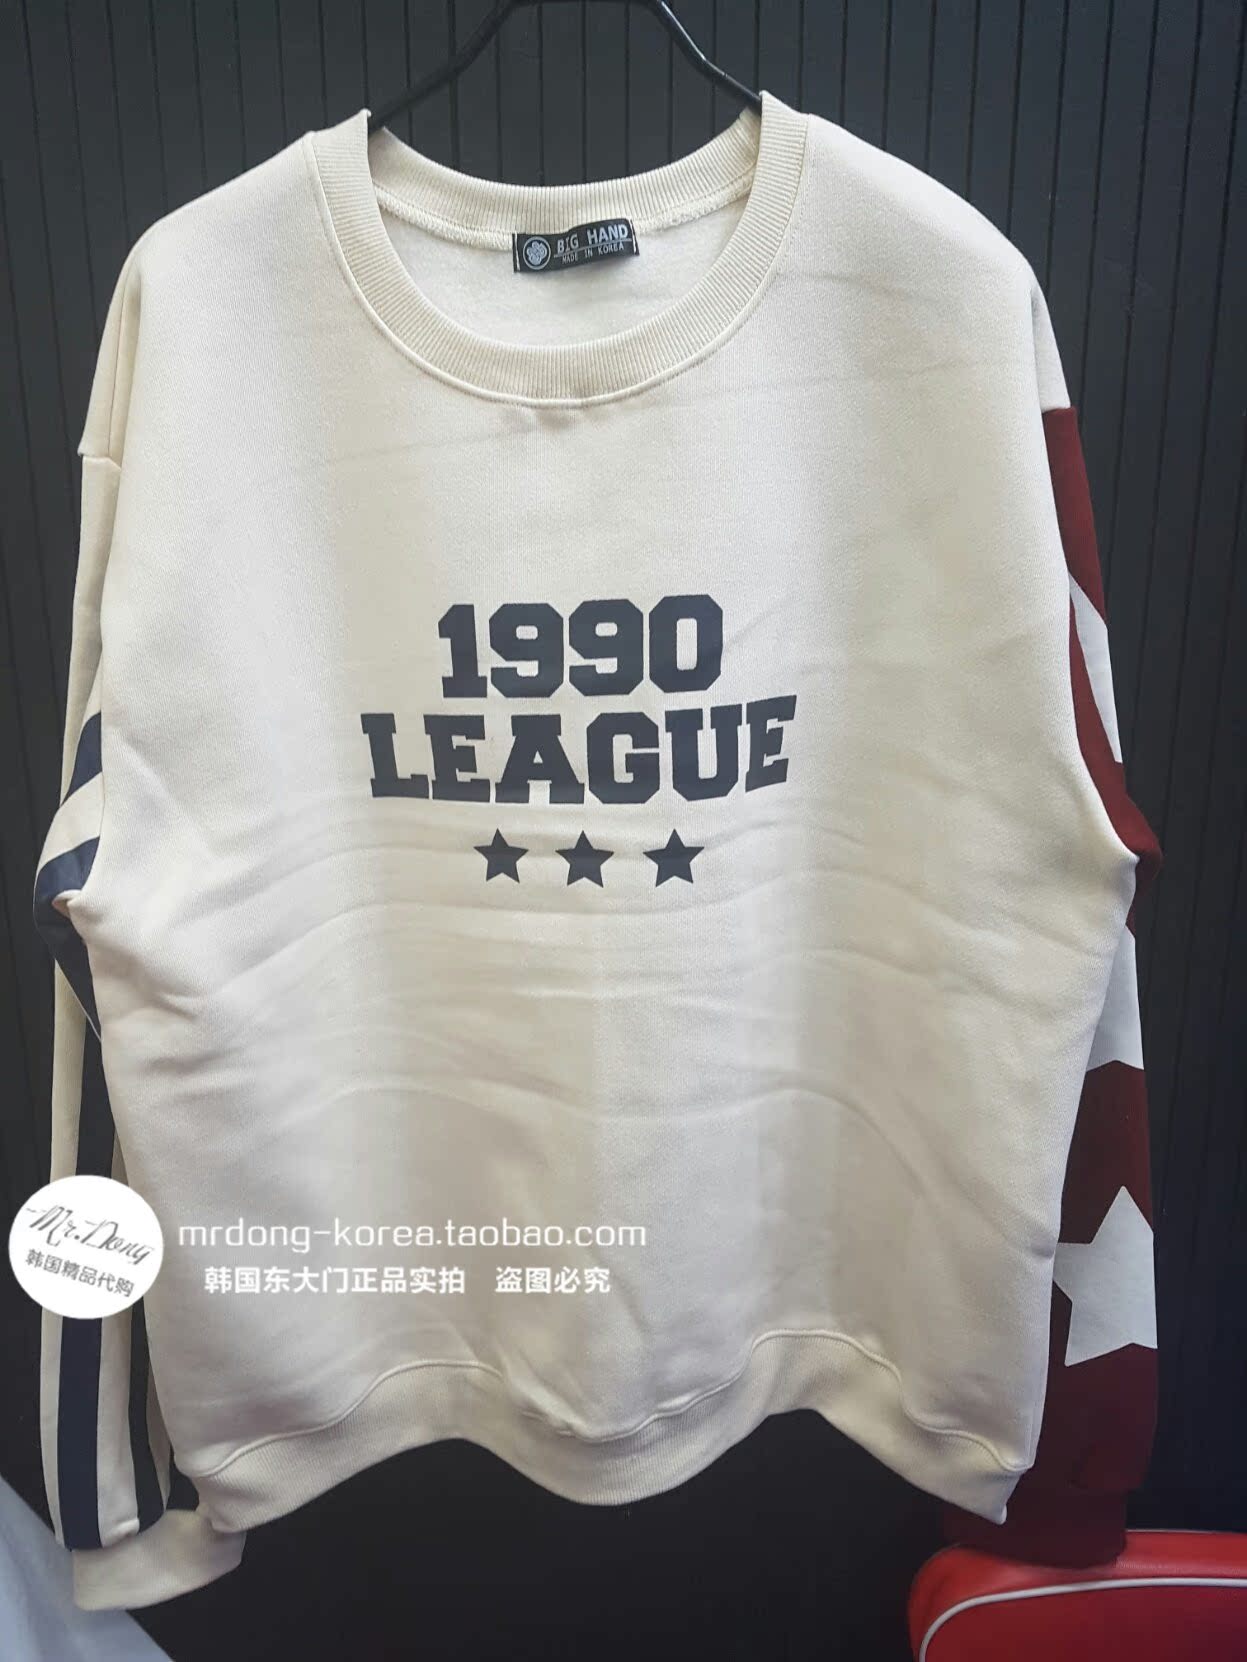 BIG HAND
MADE IN KOREA
1990
LEAGUE
Mr.Dong
韩国精品代购
mrdong-korea.taobao.com
韩国东大门正品实拍 盗图必究